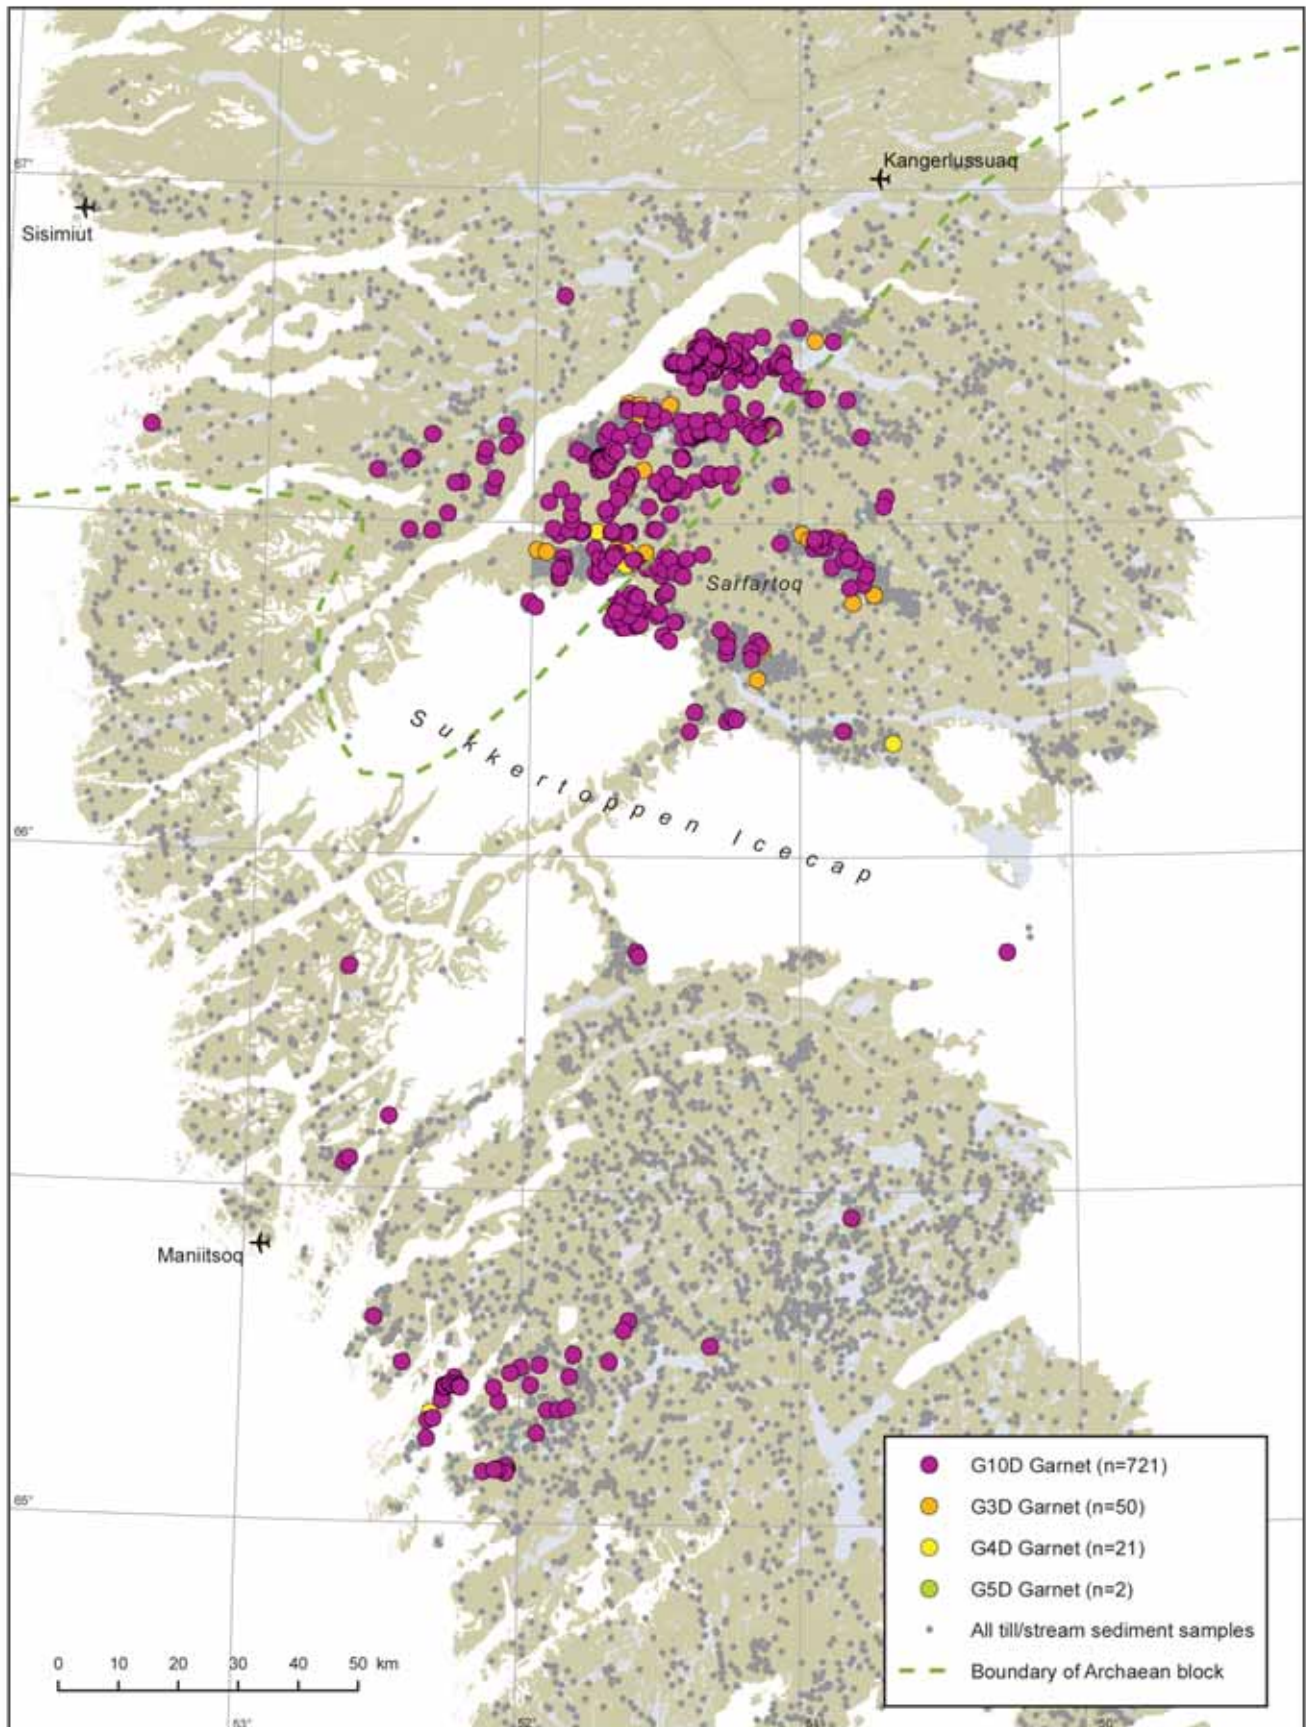 Kangerlussuaq
67°
Sisimiut
Sarfartoq
Sukkertoppen Icecap
66°
Maniitsoq
65°
G10D Garnet (n=721)
G3D Garnet (n=50)
G4D Garnet (n=21)
G5D Garnet (n=2)
All till/stream sediment samples
Boundary of Archaean block
0 10 20 30 40 50 km
53° 52° 51° 50°